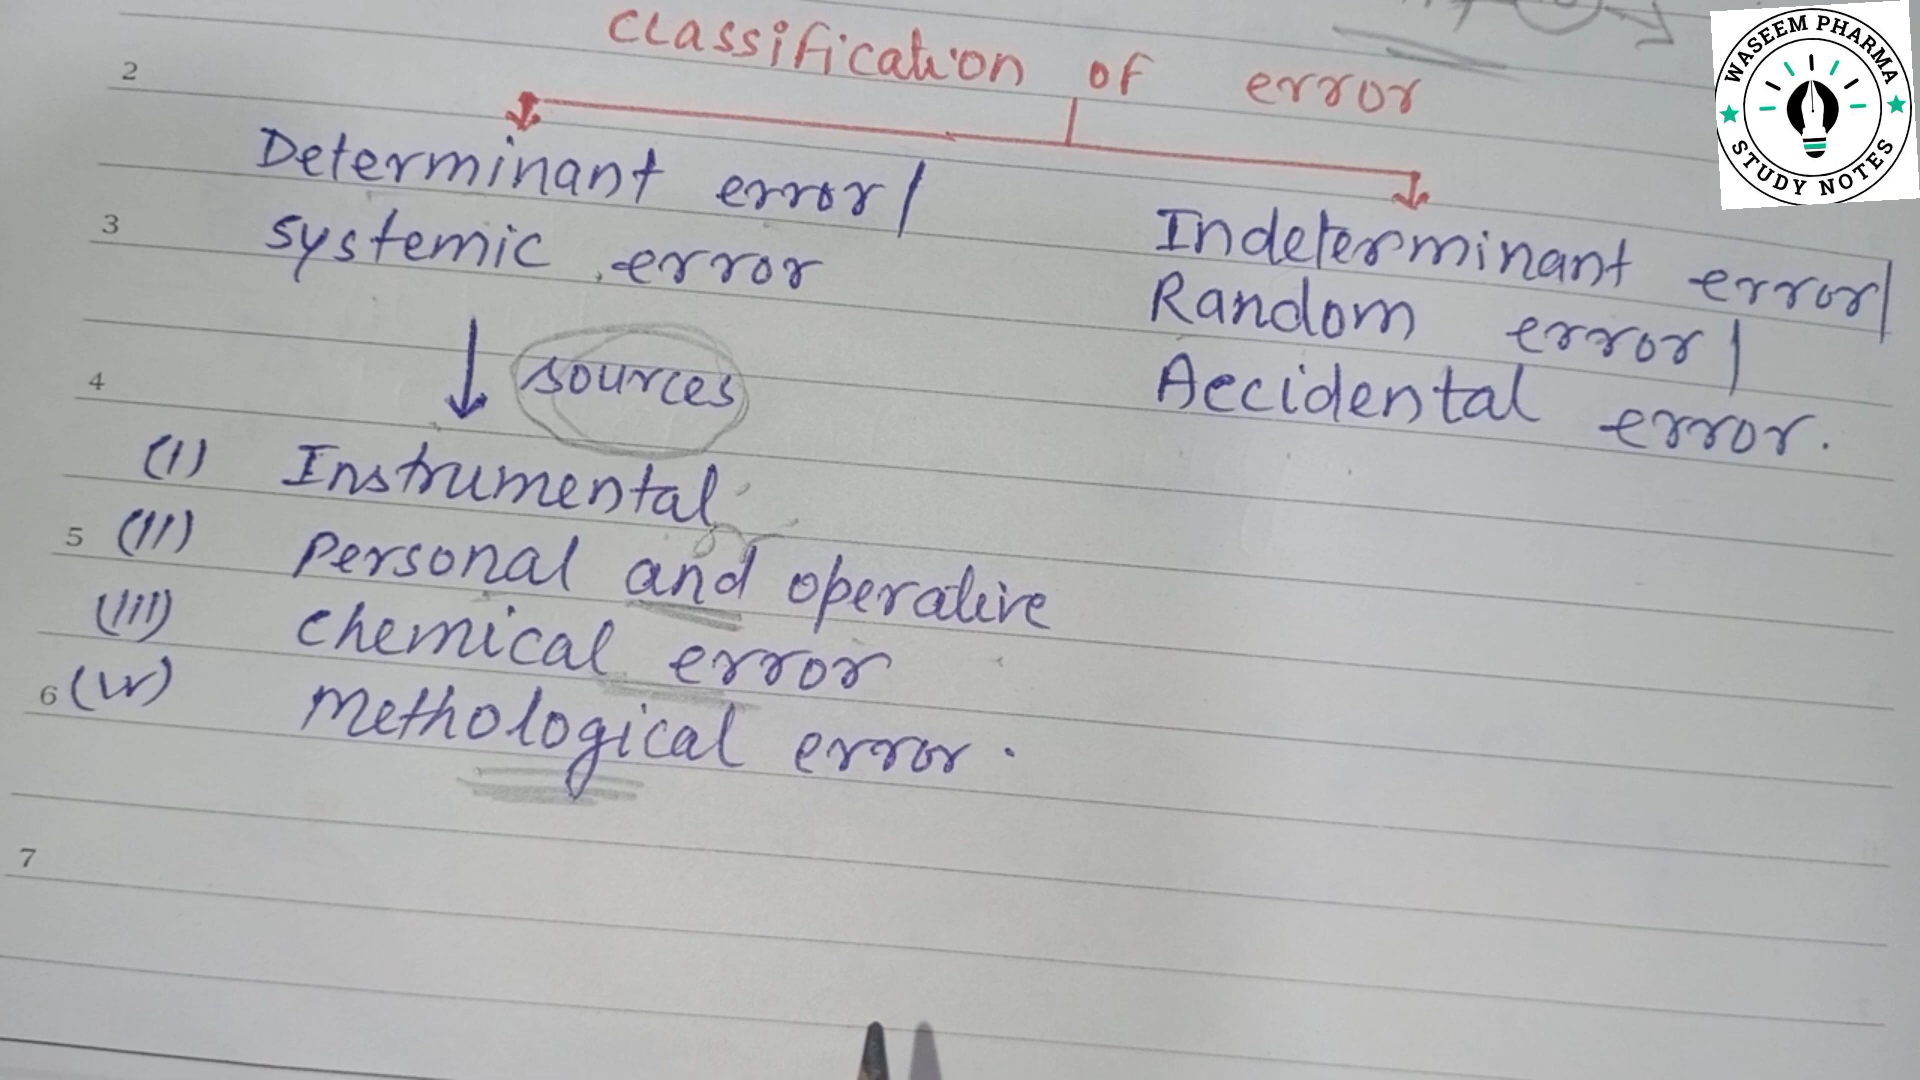 classification of error
WASEEM PHARMA
STUDY NOTES
2
Determinant error/
3
systemic error
Indeterminant error/
Random error/
Accidental error.
sources
4
(I) Instrumental
5 (II) Personal and operative
(III) chemical error
6 (IV) Methological error.
7